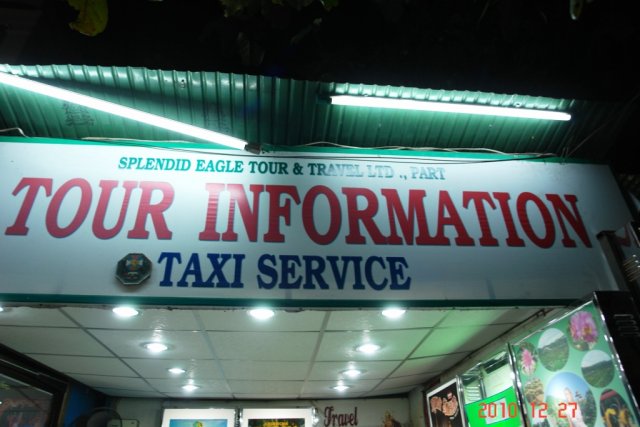 SPLENDID EAGLE TOUR & TRAVEL LTD ., PART
TOUR INFORMATION
TAXI SERVICE
Travel
2010 12 27